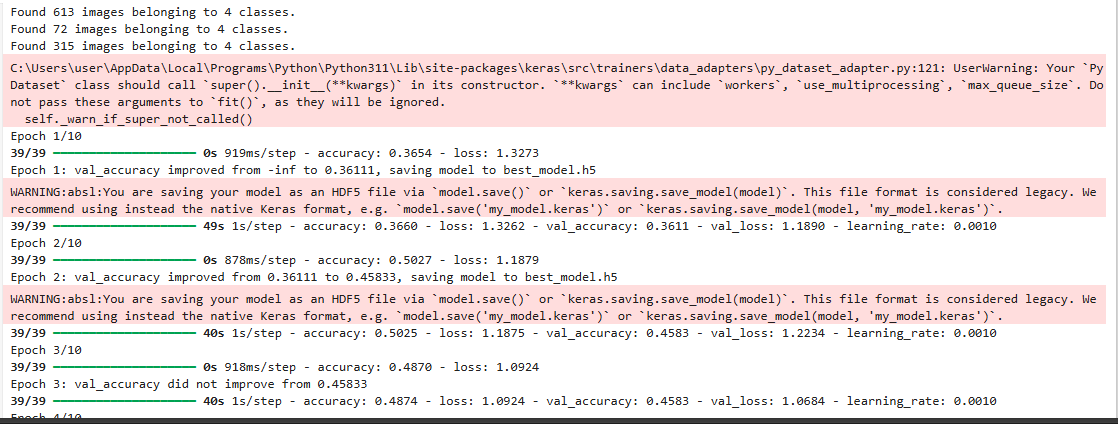 Found 613 images belonging to 4 classes.
Found 72 images belonging to 4 classes.
Found 315 images belonging to 4 classes.
C:\Users\user\AppData\Local\Programs\Python\Python311\Lib\site-packages\keras\src\trainers\data_adapters\py_dataset_adapter.py:121: UserWarning: Your `Py
Dataset` class should call `super().__init__(**kwargs)` in its constructor. `**kwargs` can include `workers`, `use_multiprocessing`, `max_queue_size`. Do
not pass these arguments to `fit()`, as they will be ignored.
  self._warn_if_super_not_called()
Epoch 1/10
39/39 ━━━━━━━━━━━━━━━━━━━━ 0s 919ms/step - accuracy: 0.3654 - loss: 1.3273
Epoch 1: val_accuracy improved from -inf to 0.36111, saving model to best_model.h5
WARNING:absl:You are saving your model as an HDF5 file via `model.save()` or `keras.saving.save_model(model)`. This file format is considered legacy. We
recommend using instead the native Keras format, e.g. `model.save('my_model.keras')` or `keras.saving.save_model(model, 'my_model.keras')`.
39/39 ━━━━━━━━━━━━━━━━━━━━ 49s 1s/step - accuracy: 0.3660 - loss: 1.3262 - val_accuracy: 0.3611 - val_loss: 1.1890 - learning_rate: 0.0010
Epoch 2/10
39/39 ━━━━━━━━━━━━━━━━━━━━ 0s 878ms/step - accuracy: 0.5027 - loss: 1.1879
Epoch 2: val_accuracy improved from 0.36111 to 0.45833, saving model to best_model.h5
WARNING:absl:You are saving your model as an HDF5 file via `model.save()` or `keras.saving.save_model(model)`. This file format is considered legacy. We
recommend using instead the native Keras format, e.g. `model.save('my_model.keras')` or `keras.saving.save_model(model, 'my_model.keras')`.
39/39 ━━━━━━━━━━━━━━━━━━━━ 40s 1s/step - accuracy: 0.5025 - loss: 1.1875 - val_accuracy: 0.4583 - val_loss: 1.2234 - learning_rate: 0.0010
Epoch 3/10
39/39 ━━━━━━━━━━━━━━━━━━━━ 0s 918ms/step - accuracy: 0.4870 - loss: 1.0924
Epoch 3: val_accuracy did not improve from 0.45833
39/39 ━━━━━━━━━━━━━━━━━━━━ 40s 1s/step - accuracy: 0.4874 - loss: 1.0924 - val_accuracy: 0.4583 - val_loss: 1.0684 - learning_rate: 0.0010
Epoch 4/10